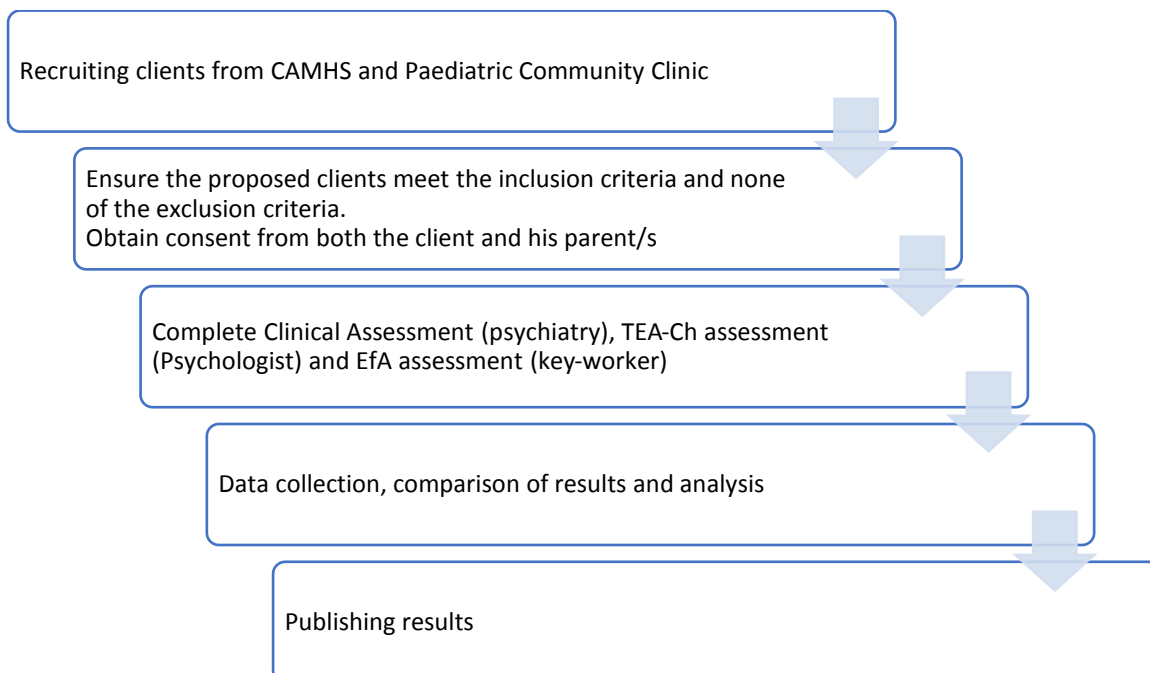 Recruiting clients from CAMHS and Paediatric Community Clinic
Ensure the proposed clients meet the inclusion criteria and none
of the exclusion criteria.
Obtain consent from both the client and his parent/s
Complete Clinical Assessment (psychiatry), TEA-Ch assessment
(Psychologist) and EfA assessment (key-worker)
Data collection, comparison of results and analysis
Publishing results